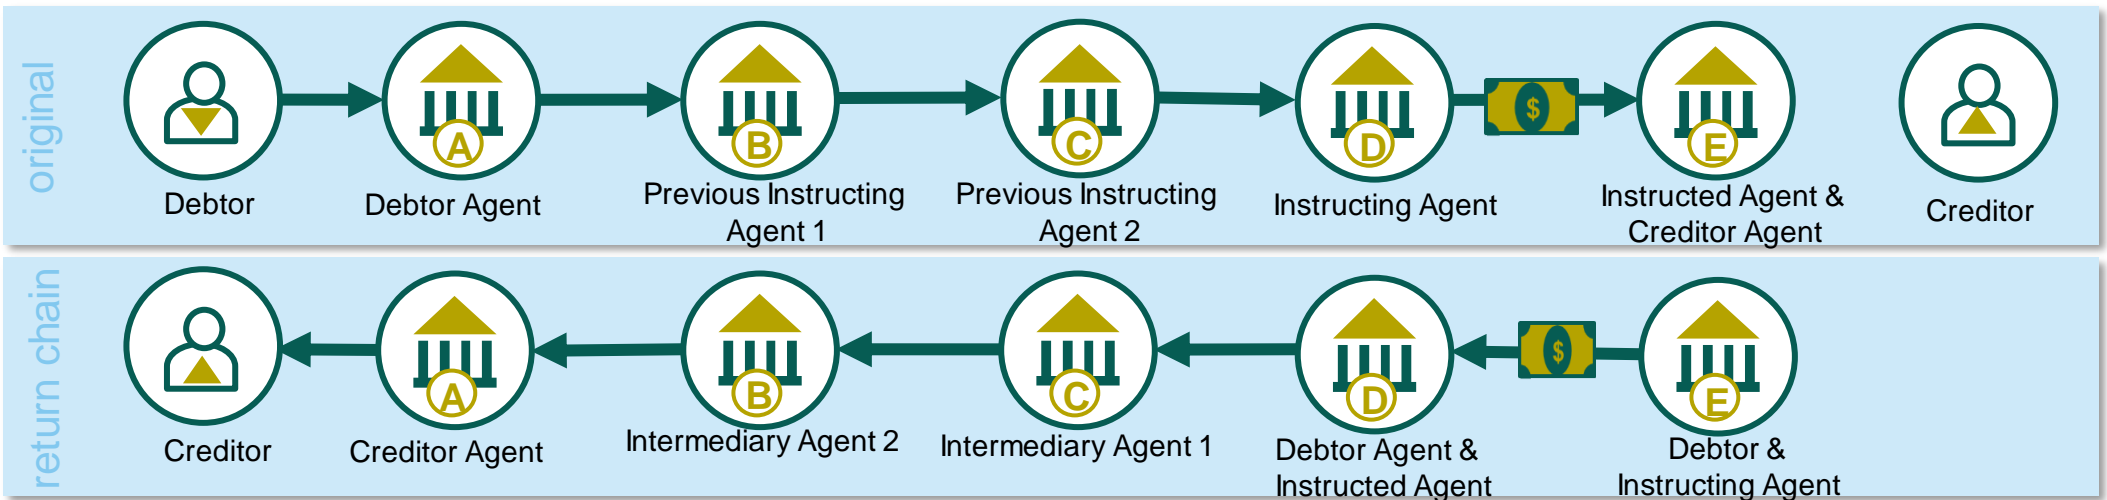 original
$
A
B
C
D
E
Debtor
Debtor Agent
Previous Instructing
Agent 1
Previous Instructing
Agent 2
Instructing Agent
Instructed Agent &
Creditor Agent
Creditor
return chain
$
A
B
C
D
E
Creditor
Creditor Agent
Intermediary Agent 2
Intermediary Agent 1
Debtor Agent &
Instructed Agent
Debtor &
Instructing Agent